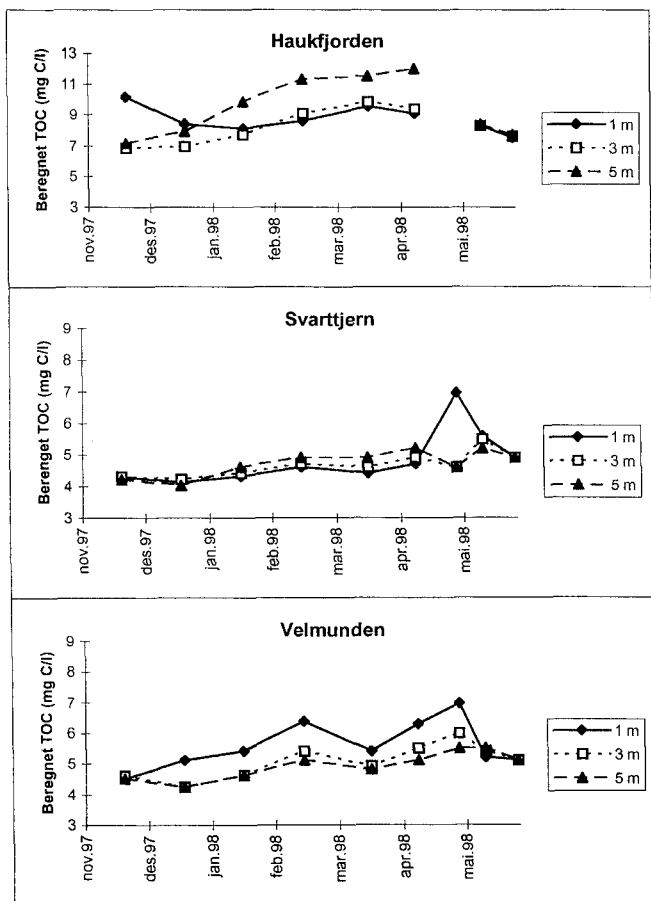 Haukfjorden
Beregnet TOC (mg C/l)
13
11
9
7
5
3
nov.97
des.97
jan.98
feb.98
mar.98
apr.98
mai.98
1 m
3 m
5 m
Svarttjern
Berenget TOC (mg C/l)
9
8
7
6
5
4
3
nov.97
des.97
jan.98
feb.98
mar.98
apr.98
mai.98
1 m
3 m
5 m
Velmunden
Beregnet TOC (mg C/l)
9
8
7
6
5
4
3
nov.97
des.97
jan.98
feb.98
mar.98
apr.98
mai.98
1 m
3 m
5 m